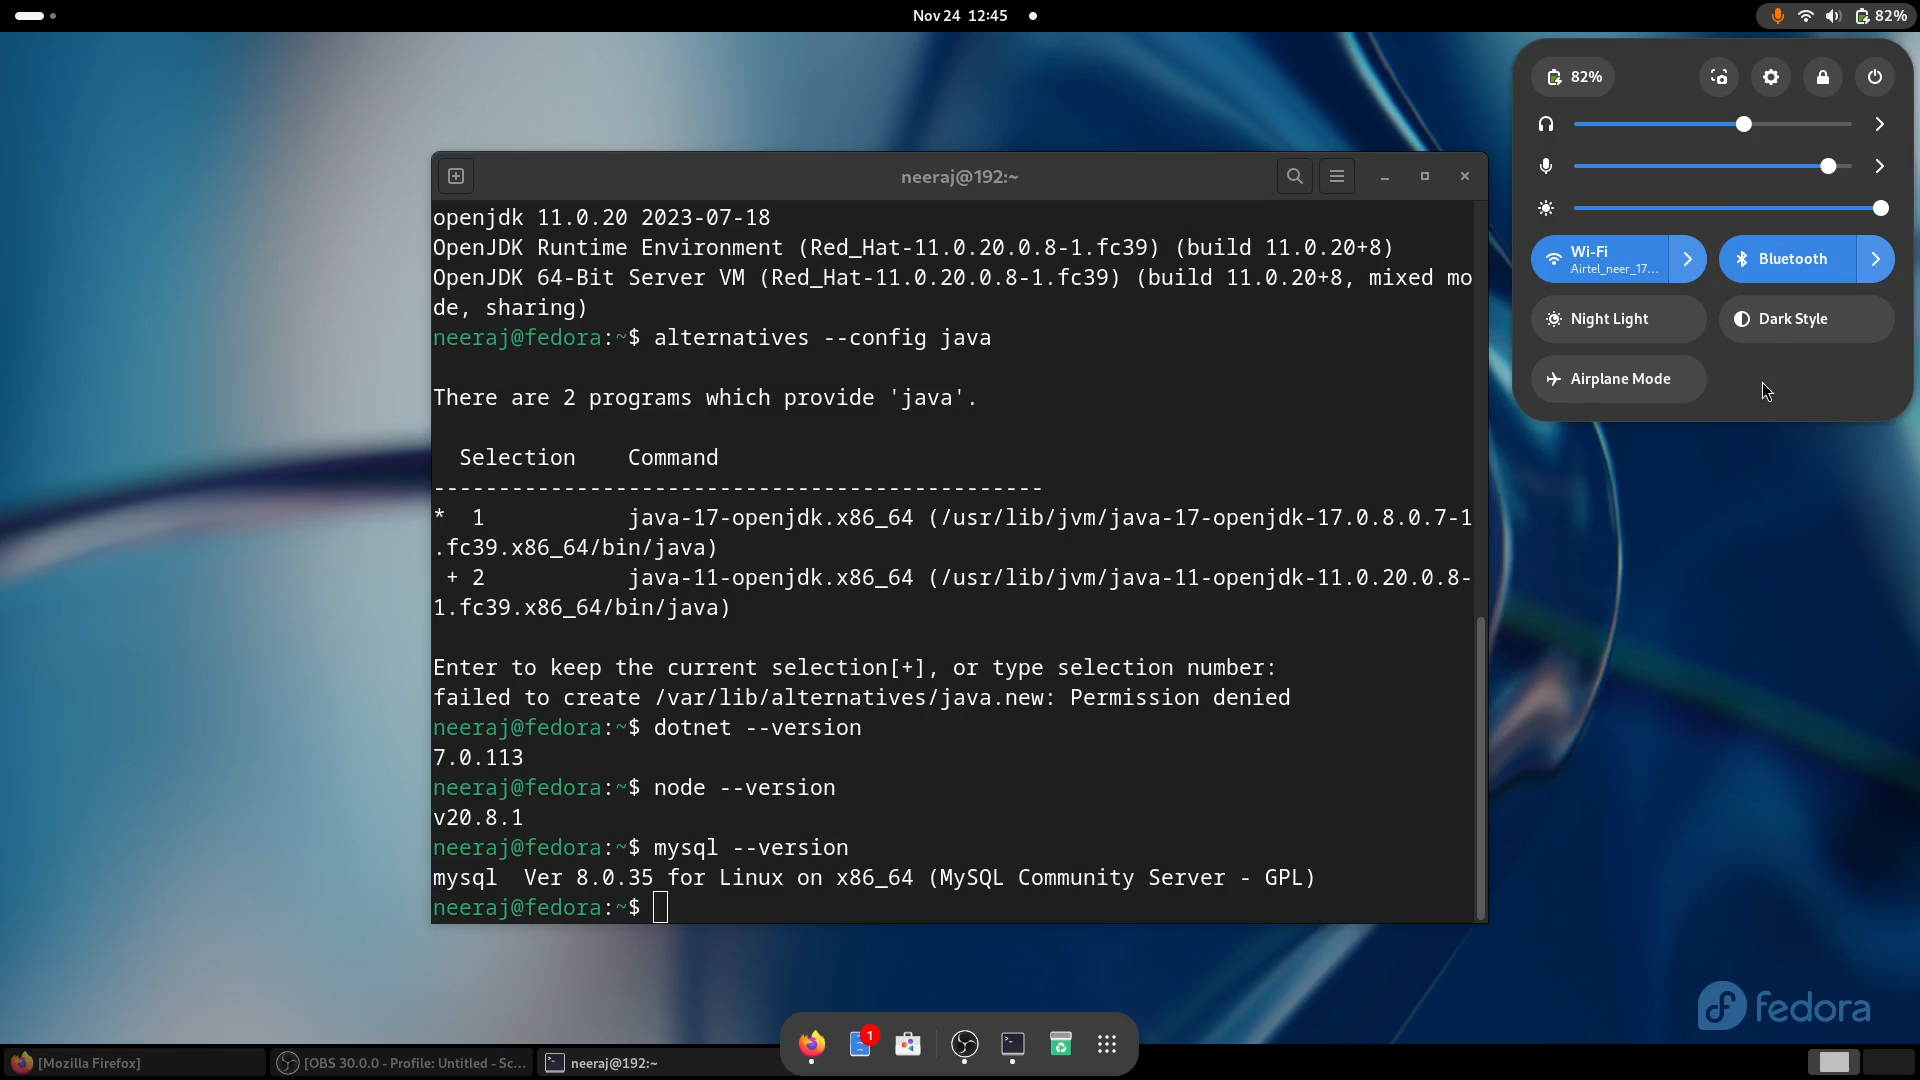 Nov 24 12:45
82%
82%
Wi-Fi
Airtel_neer_17...
Bluetooth
Night Light
Dark Style
Airplane Mode
neeraj@192:~
openjdk 11.0.20 2023-07-18
OpenJDK Runtime Environment (Red_Hat-11.0.20.0.8-1.fc39) (build 11.0.20+8)
OpenJDK 64-Bit Server VM (Red_Hat-11.0.20.0.8-1.fc39) (build 11.0.20+8, mixed mo
de, sharing)
neeraj@fedora:~$ alternatives --config java
There are 2 programs which provide 'java'.
Selection    Command
-----------------------------------------------
*  1           java-17-openjdk.x86_64 (/usr/lib/jvm/java-17-openjdk-17.0.8.0.7-1
.fc39.x86_64/bin/java)
 + 2           java-11-openjdk.x86_64 (/usr/lib/jvm/java-11-openjdk-11.0.20.0.8-
1.fc39.x86_64/bin/java)
Enter to keep the current selection[+], or type selection number:
failed to create /var/lib/alternatives/java.new: Permission denied
neeraj@fedora:~$ dotnet --version
7.0.113
neeraj@fedora:~$ node --version
v20.8.1
neeraj@fedora:~$ mysql --version
mysql  Ver 8.0.35 for Linux on x86_64 (MySQL Community Server - GPL)
neeraj@fedora:~$
fedora
1
[Mozilla Firefox]
[OBS 30.0.0 - Profile: Untitled - Sc...
neeraj@192:~